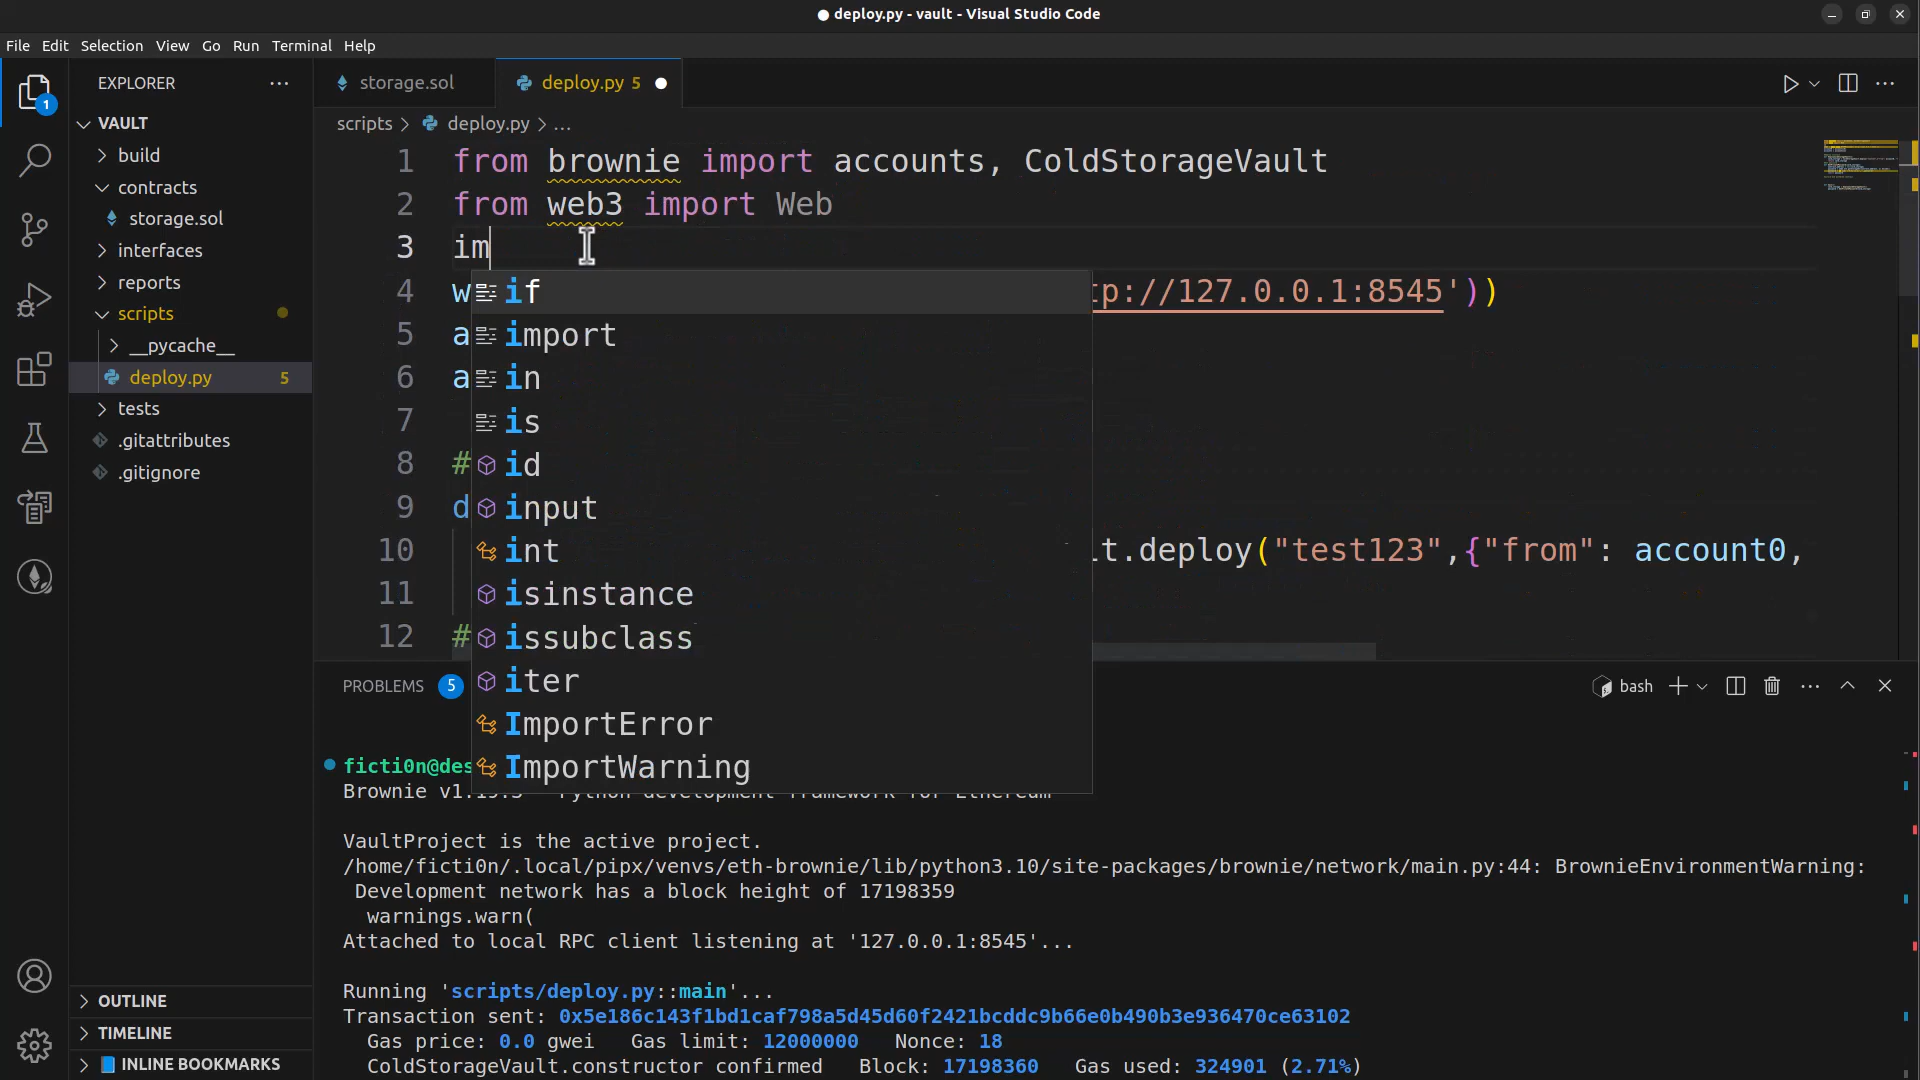 deploy.py - vault - Visual Studio Code
File Edit Selection View Go Run Terminal Help
1
EXPLORER
VAULT
build
contracts
storage.sol
interfaces
reports
scripts
__pycache__
deploy.py 5
tests
.gitattributes
.gitignore
OUTLINE
TIMELINE
INLINE BOOKMARKS
storage.sol
deploy.py 5
scripts > deploy.py > ...
1 from brownie import accounts, ColdStorageVault
2 from web3 import Web
3 im
4 w tp://127.0.0.1:8545'))
5 a
6 a
7
8 #
9 d
10 lt.deploy("test123",{"from": account0,
11
12 #
if
import
in
is
id
input
int
isinstance
issubclass
iter
ImportError
ImportWarning
PROBLEMS 5
bash
ficti0n@des
VaultProject is the active project.
/home/ficti0n/.local/pipx/venvs/eth-brownie/lib/python3.10/site-packages/brownie/network/main.py:44: BrownieEnvironmentWarning:
Development network has a block height of 17198359
warnings.warn(
Attached to local RPC client listening at '127.0.0.1:8545'...
Running 'scripts/deploy.py::main'...
Transaction sent: 0x5e186c143f1bd1caf798a5d45d60f2421bcddc9b66e0b490b3e936470ce63102
Gas price: 0.0 gwei Gas limit: 12000000 Nonce: 18
ColdStorageVault.constructor confirmed Block: 17198360 Gas used: 324901 (2.71%)